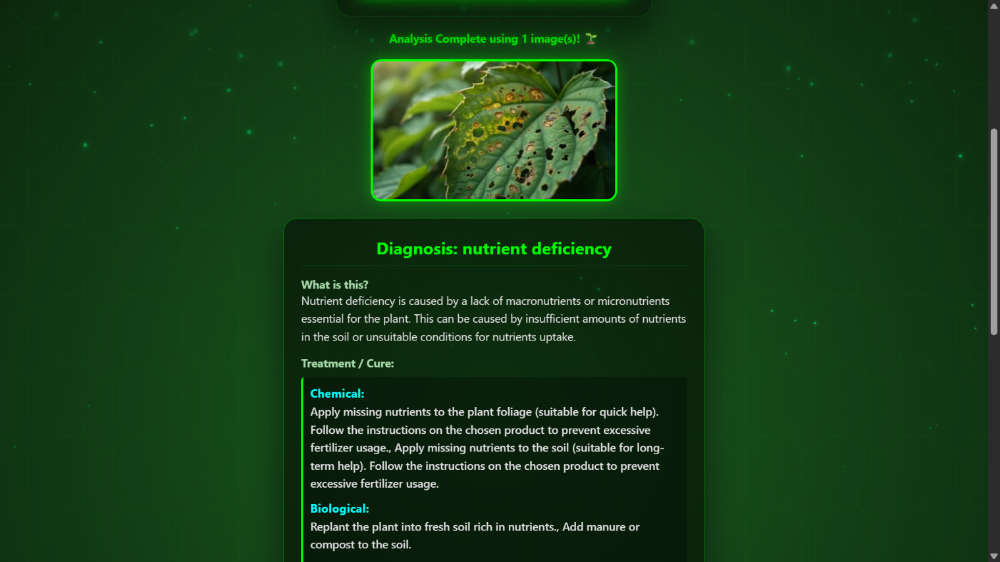 Analysis Complete using 1 image(s)! 🌱
Diagnosis: nutrient deficiency
What is this?
Nutrient deficiency is caused by a lack of macronutrients or micronutrients
essential for the plant. This can be caused by insufficient amounts of nutrients
in the soil or unsuitable conditions for nutrients uptake.
Treatment / Cure:
Chemical:
Apply missing nutrients to the plant foliage (suitable for quick help).
Follow the instructions on the chosen product to prevent excessive
fertilizer usage., Apply missing nutrients to the soil (suitable for long-
term help). Follow the instructions on the chosen product to prevent
excessive fertilizer usage.
Biological:
Replant the plant into fresh soil rich in nutrients., Add manure or
compost to the soil.